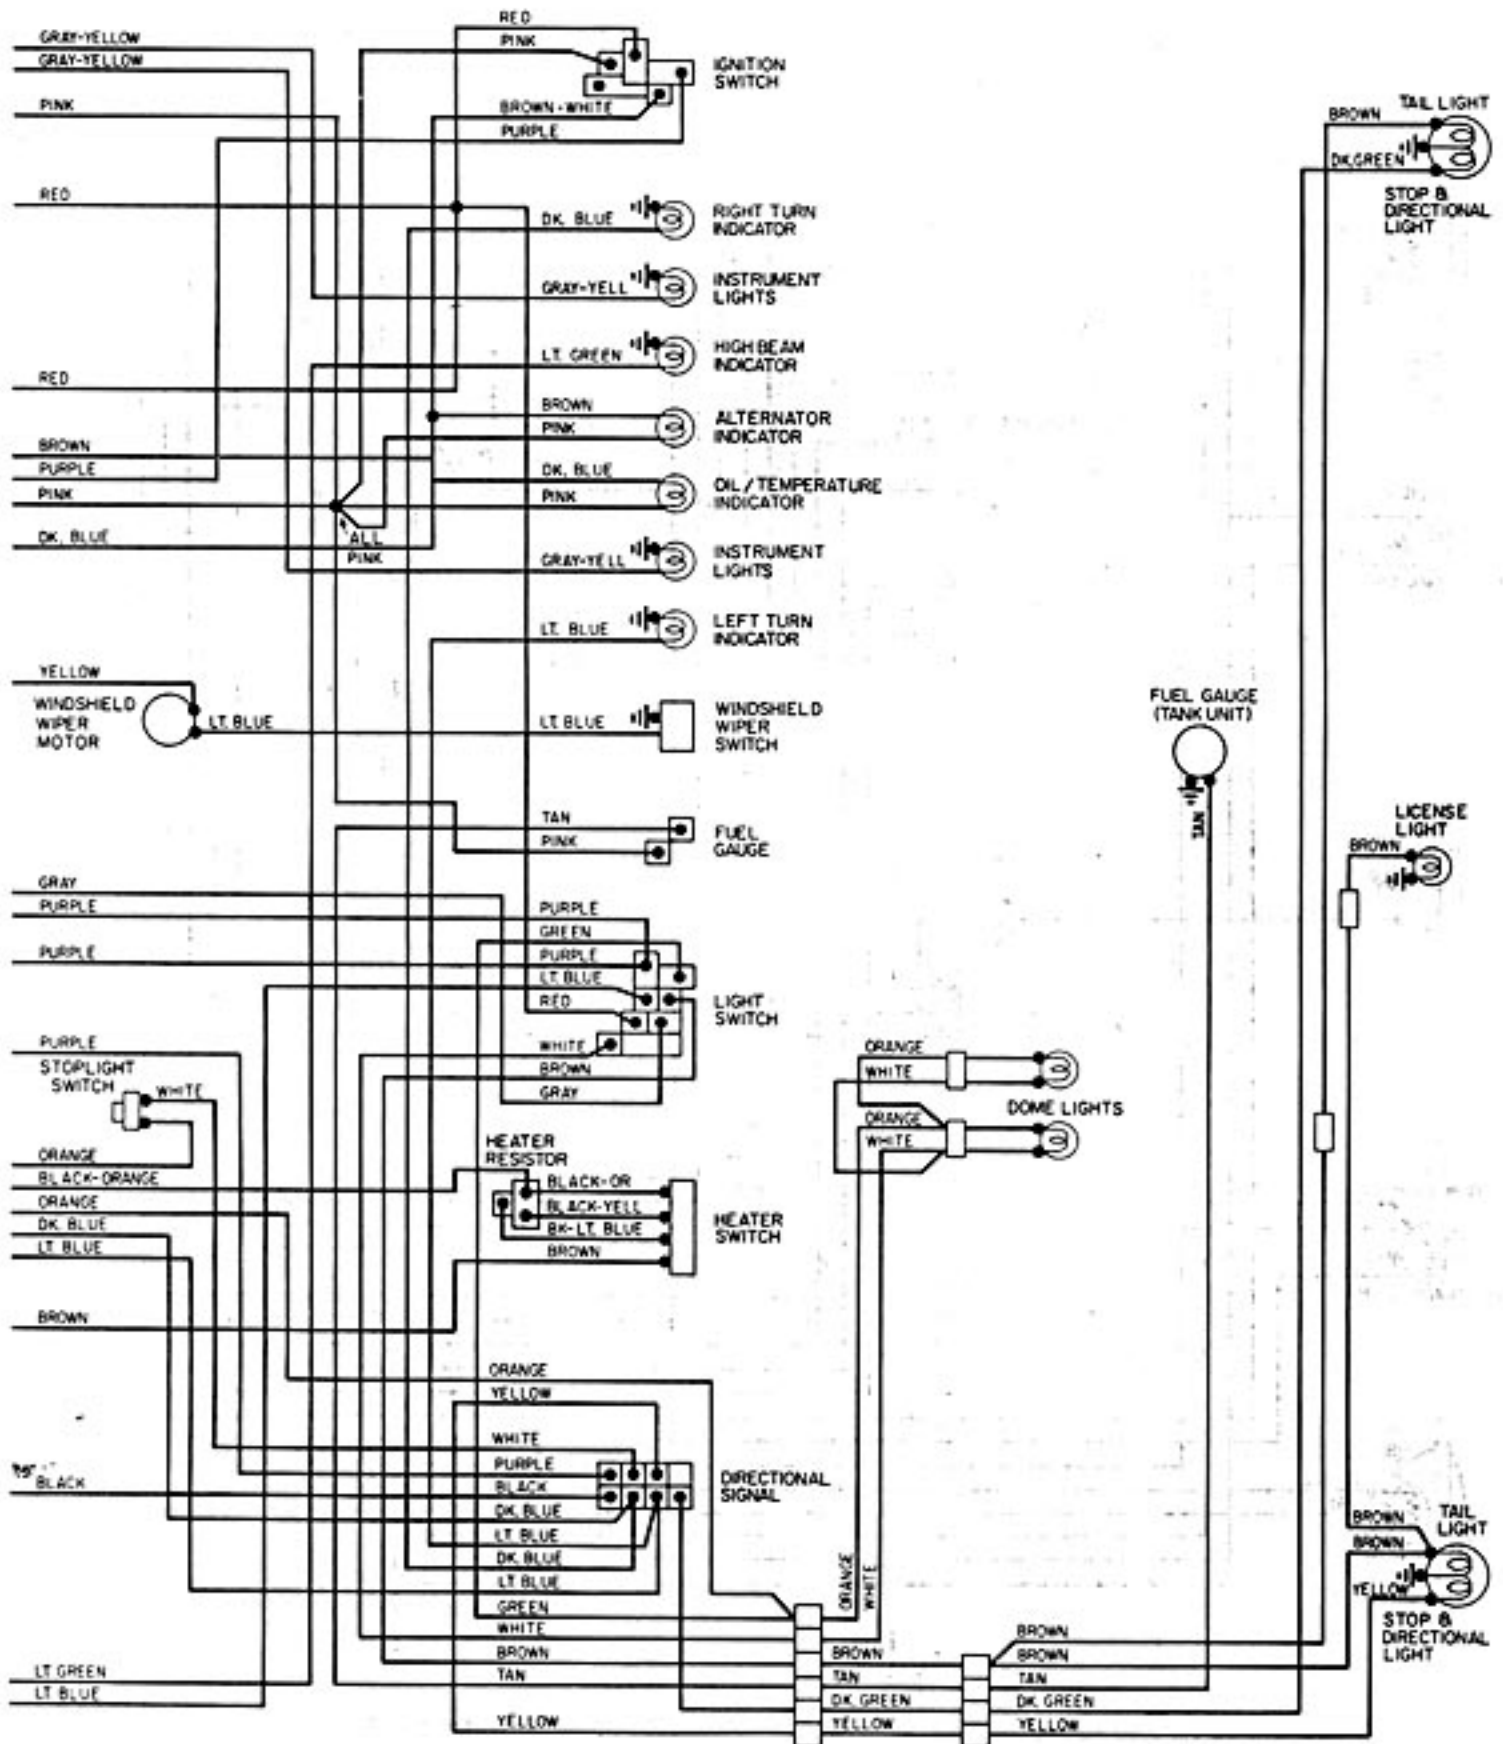 RED
GRAY-YELLOW
PINK
GRAY-YELLOW
IGNITION
SWITCH
PINK
BROWN-WHITE
TAIL LIGHT
BROWN
PURPLE
DK.GREEN
RED
STOP &
DIRECTIONAL
LIGHT
DK. BLUE
RIGHT TURN
INDICATOR
GRAY-YELL
INSTRUMENT
LIGHTS
LT. GREEN
HIGH BEAM
INDICATOR
RED
BROWN
ALTERNATOR
INDICATOR
PINK
BROWN
PURPLE
DK. BLUE
OIL/TEMPERATURE
INDICATOR
PINK
PINK
DK. BLUE
ALL
PINK
GRAY-YELL
INSTRUMENT
LIGHTS
LT. BLUE
LEFT TURN
INDICATOR
YELLOW
WINDSHIELD
WIPER
MOTOR
LT. BLUE
LT. BLUE
WINDSHIELD
WIPER
SWITCH
FUEL GAUGE
(TANK UNIT)
TAN
TAN
PINK
FUEL
GAUGE
LICENSE
LIGHT
BROWN
GRAY
PURPLE
PURPLE
GREEN
PURPLE
PURPLE
LT. BLUE
RED
LIGHT
SWITCH
WHITE
BROWN
GRAY
PURPLE
STOPLIGHT
SWITCH
WHITE
ORANGE
WHITE
DOME LIGHTS
ORANGE
WHITE
ORANGE
BLACK-ORANGE
ORANGE
DK. BLUE
LT. BLUE
HEATER
RESISTOR
BLACK-OR
BLACK-YELL
BK-LT. BLUE
BROWN
HEATER
SWITCH
BROWN
ORANGE
YELLOW
WHITE
PURPLE
BLACK
BLACK
DK. BLUE
LT. BLUE
DK. BLUE
LT. BLUE
DIRECTIONAL
SIGNAL
ORANGE
WHITE
BROWN
BROWN
TAIL
LIGHT
YELLOW
STOP &
DIRECTIONAL
LIGHT
GREEN
WHITE
BROWN
TAN
YELLOW
BROWN
TAN
DK. GREEN
YELLOW
BROWN
BROWN
TAN
DK. GREEN
YELLOW
LT. GREEN
LT. BLUE